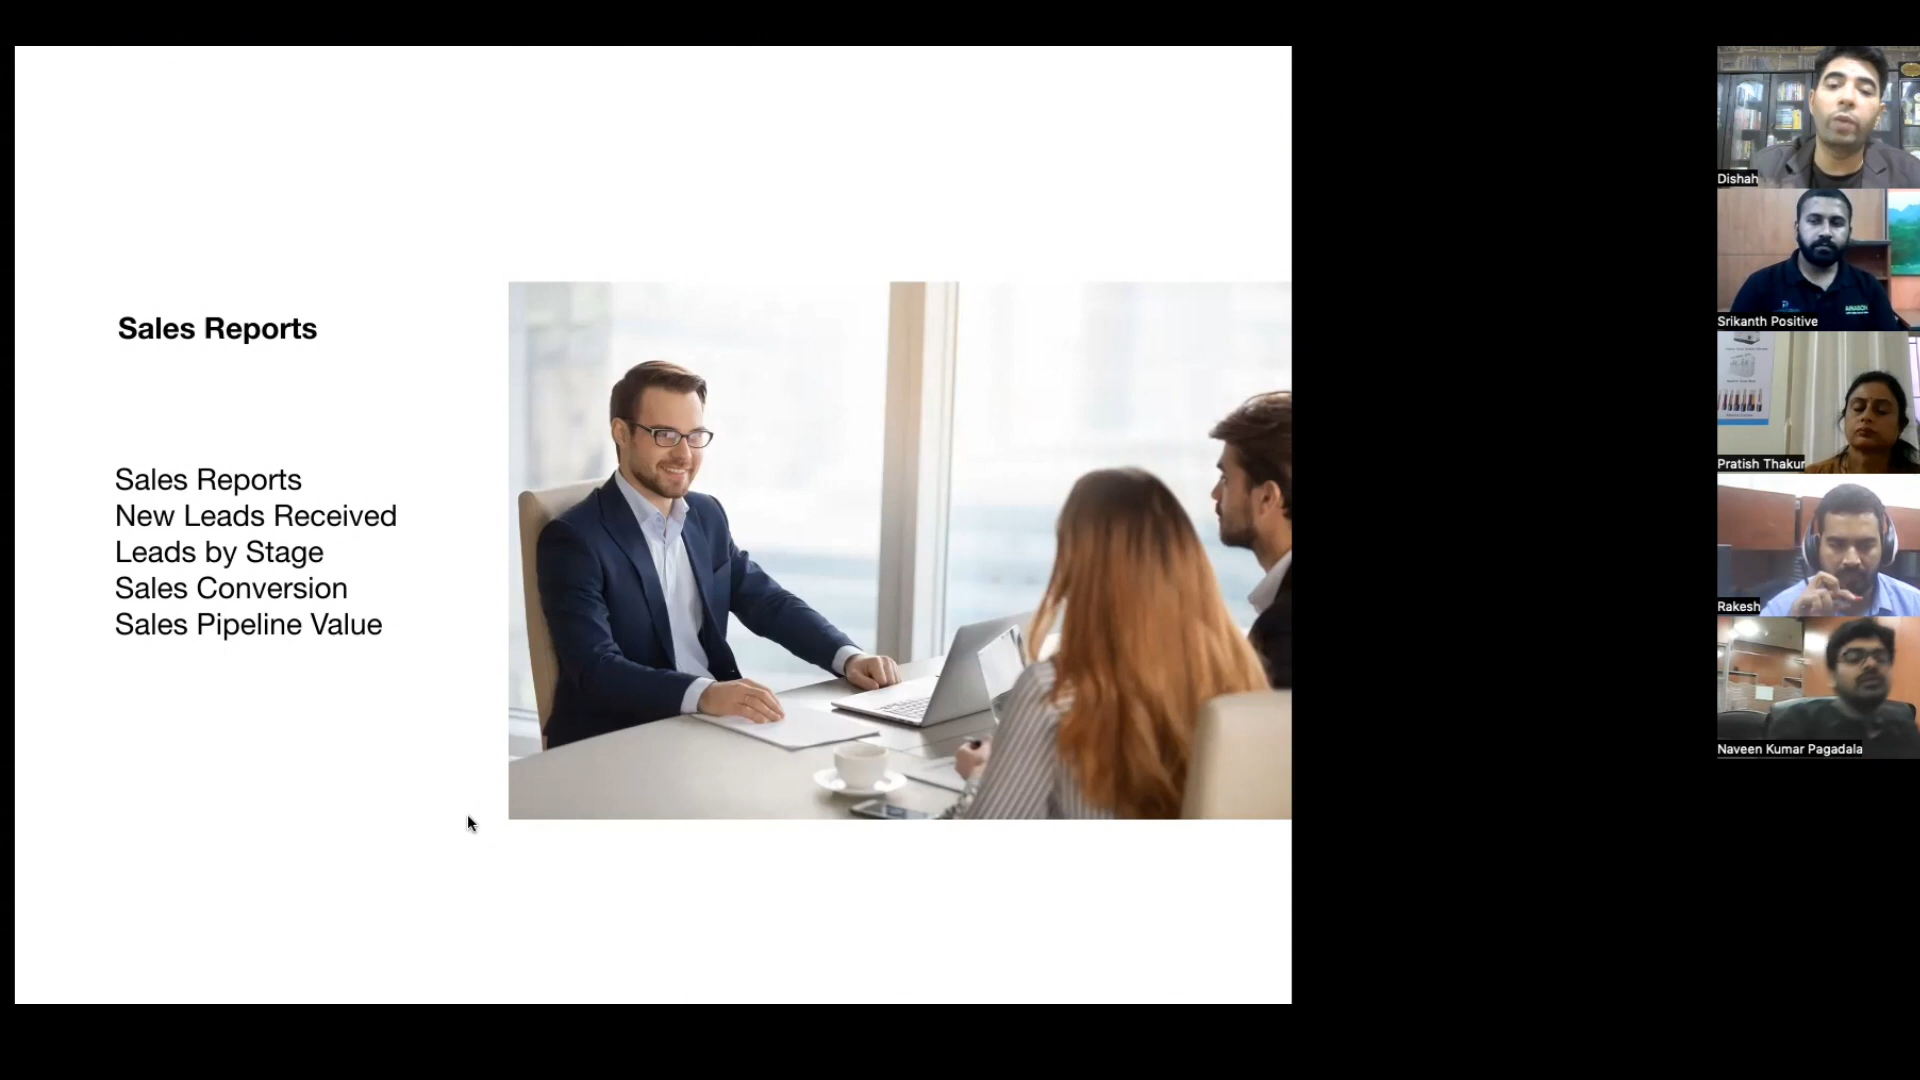 Sales Reports
Sales Reports
New Leads Received
Leads by Stage
Sales Conversion
Sales Pipeline Value
Dishah
Srikanth Positive
Pratish Thakur
Rakesh
Naveen Kumar Pagadala